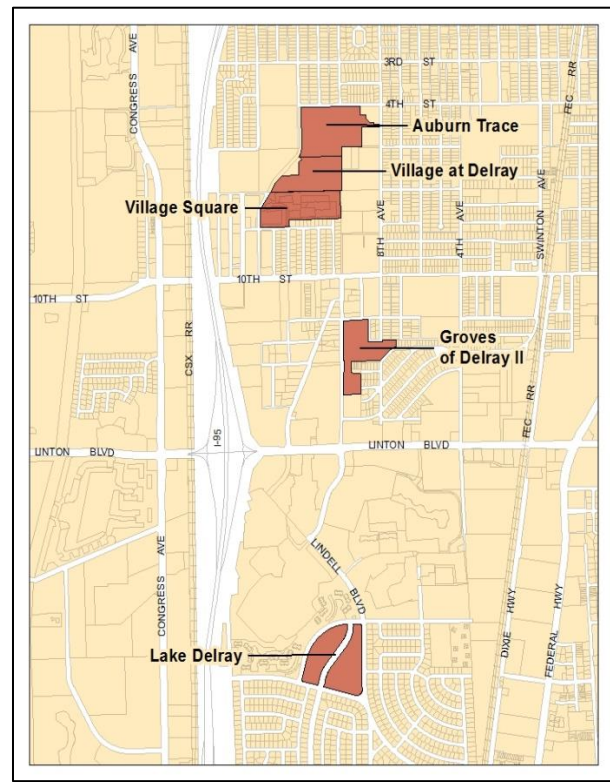 CONGRESS AVE
3RD ST
FEC RR
4TH ST
Auburn Trace
Village at Delray
Village Square
8TH AVE
4TH AVE
SWINTON AVE
10TH ST
10TH ST
CSX RR
Groves
of Delray II
I-95
LINTON BLVD
LINTON BLVD
FEC RR
LINDELL BLVD
CONGRESS AVE
DIXIE HWY
FEDERAL HWY
Lake Delray